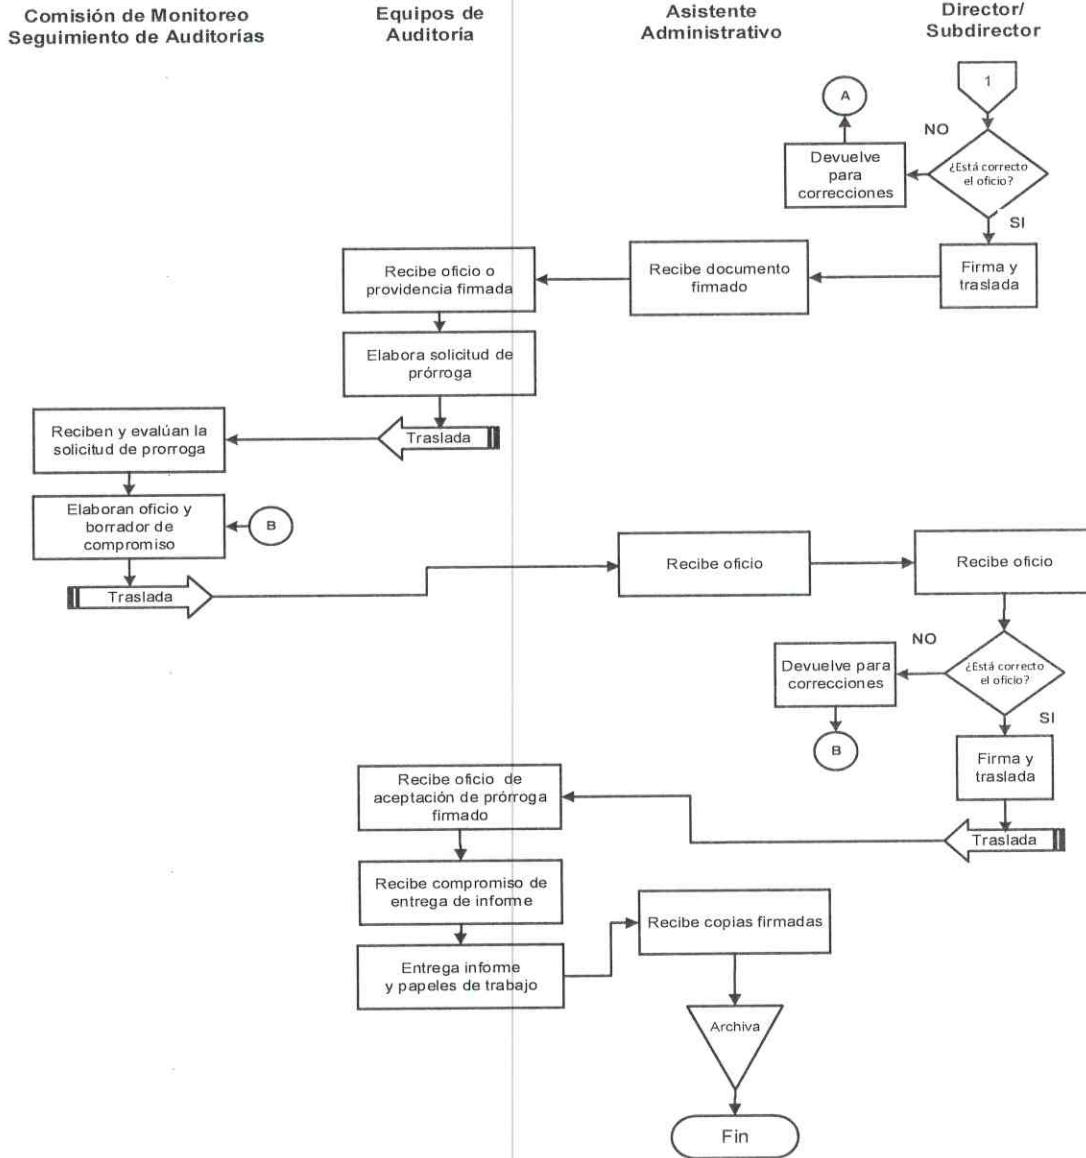 Comisión de Monitoreo
Seguimiento de Auditorías
Equipos de
Auditoría
Asistente
Administrativo
Director/
Subdirector
1
A
NO
¿Está correcto
el oficio?
Devuelve
para
correcciones
SI
Firma y
traslada
Recibe documento
firmado
Recibe oficio o
providencia firmada
Elabora solicitud de
prórroga
Traslada
Reciben y evalúan la
solicitud de prorroga
Elaboran oficio y
borrador de
compromiso
B
Traslada
Recibe oficio
Recibe oficio
NO
¿Está correcto
el oficio?
Devuelve para
correcciones
B
SI
Firma y
traslada
Traslada
Recibe oficio de
aceptación de prórroga
firmado
Recibe compromiso de
entrega de informe
Entrega informe
y papeles de trabajo
Recibe copias firmadas
Archiva
Fin